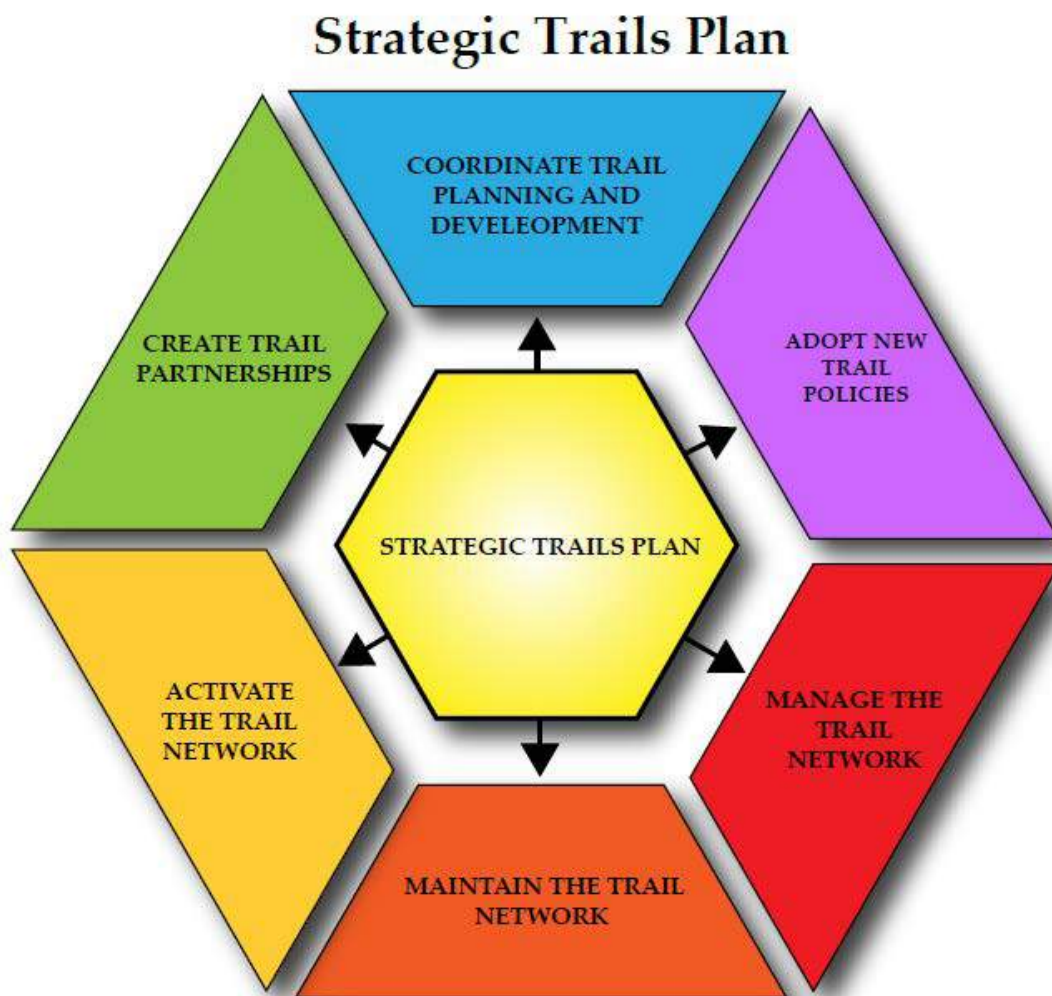 Strategic Trails Plan
COORDINATE TRAIL
PLANNING AND
DEVELEOPMENT
ADOPT NEW
TRAIL
POLICIES
CREATE TRAIL
PARTNERSHIPS
STRATEGIC TRAILS PLAN
ACTIVATE
THE TRAIL
NETWORK
MANAGE THE
TRAIL
NETWORK
MAINTAIN THE TRAIL
NETWORK